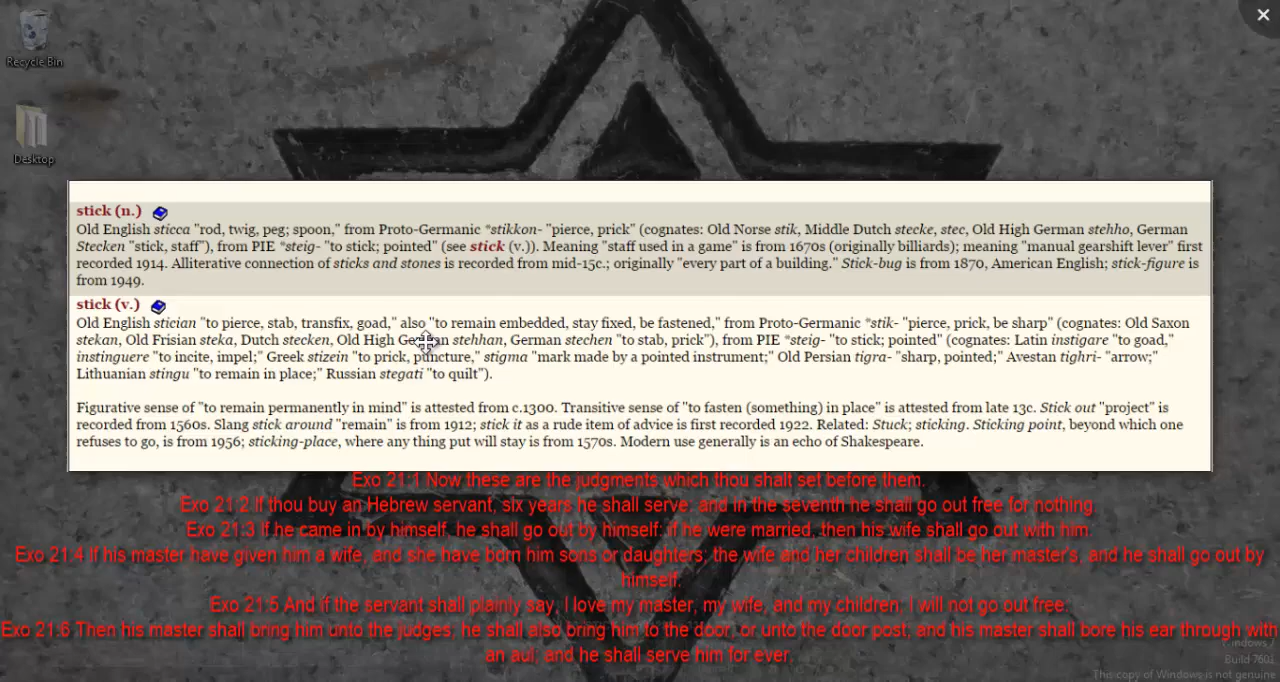 Recycle Bin
Desktop
stick (n.)
Old English sticca "rod, twig, peg; spoon," from Proto-Germanic *stikkon- "pierce, prick" (cognates: Old Norse stik, Middle Dutch stecke, stec, Old High German stehho, German
Stecken "stick, staff"), from PIE *steig- "to stick; pointed" (see stick (v.)). Meaning "staff used in a game" is from 1670s (originally billiards); meaning "manual gearshift lever" first
recorded 1914. Alliterative connection of sticks and stones is recorded from mid-15c.; originally "every part of a building." Stick-bug is from 1870, American English; stick-figure is
from 1949.
stick (v.)
Old English stician "to pierce, stab, transfix, goad," also "to remain embedded, stay fixed, be fastened," from Proto-Germanic *stik- "pierce, prick, be sharp" (cognates: Old Saxon
stekan, Old Frisian steka, Dutch stecken, Old High German stehhan, German stechen "to stab, prick"), from PIE *steig- "to stick; pointed" (cognates: Latin instigare "to goad,"
instinguere "to incite, impel;" Greek stizein "to prick, puncture," stigma "mark made by a pointed instrument;" Old Persian tigra- "sharp, pointed;" Avestan tighri- "arrow;"
Lithuanian stingu "to remain in place;" Russian stegati "to quilt").
Figurative sense of "to remain permanently in mind" is attested from c.1300. Transitive sense of "to fasten (something) in place" is attested from late 13c. Stick out "project" is
recorded from 1560s. Slang stick around "remain" is from 1912; stick it as a rude item of advice is first recorded 1922. Related: Stuck; sticking. Sticking point, beyond which one
refuses to go, is from 1956; sticking-place, where any thing put will stay is from 1570s. Modern use generally is an echo of Shakespeare.
Exo 21:1 Now these are the judgments which thou shalt set before them.
Exo 21:2 If thou buy an Hebrew servant, six years he shall serve: and in the seventh he shall go out free for nothing.
Exo 21:3 If he came in by himself, he shall go out by himself: if he were married, then his wife shall go out with him.
Exo 21:4 If his master have given him a wife, and she have born him sons or daughters; the wife and her children shall be her master's, and he shall go out by
himself.
Exo 21:5 And if the servant shall plainly say, I love my master, my wife, and my children; I will not go out free:
Exo 21:6 Then his master shall bring him unto the judges; he shall also bring him to the door, or unto the door post; and his master shall bore his ear through with
an aul; and he shall serve him for ever.
Windows 7
Build 7601
This copy of Windows is not genuine